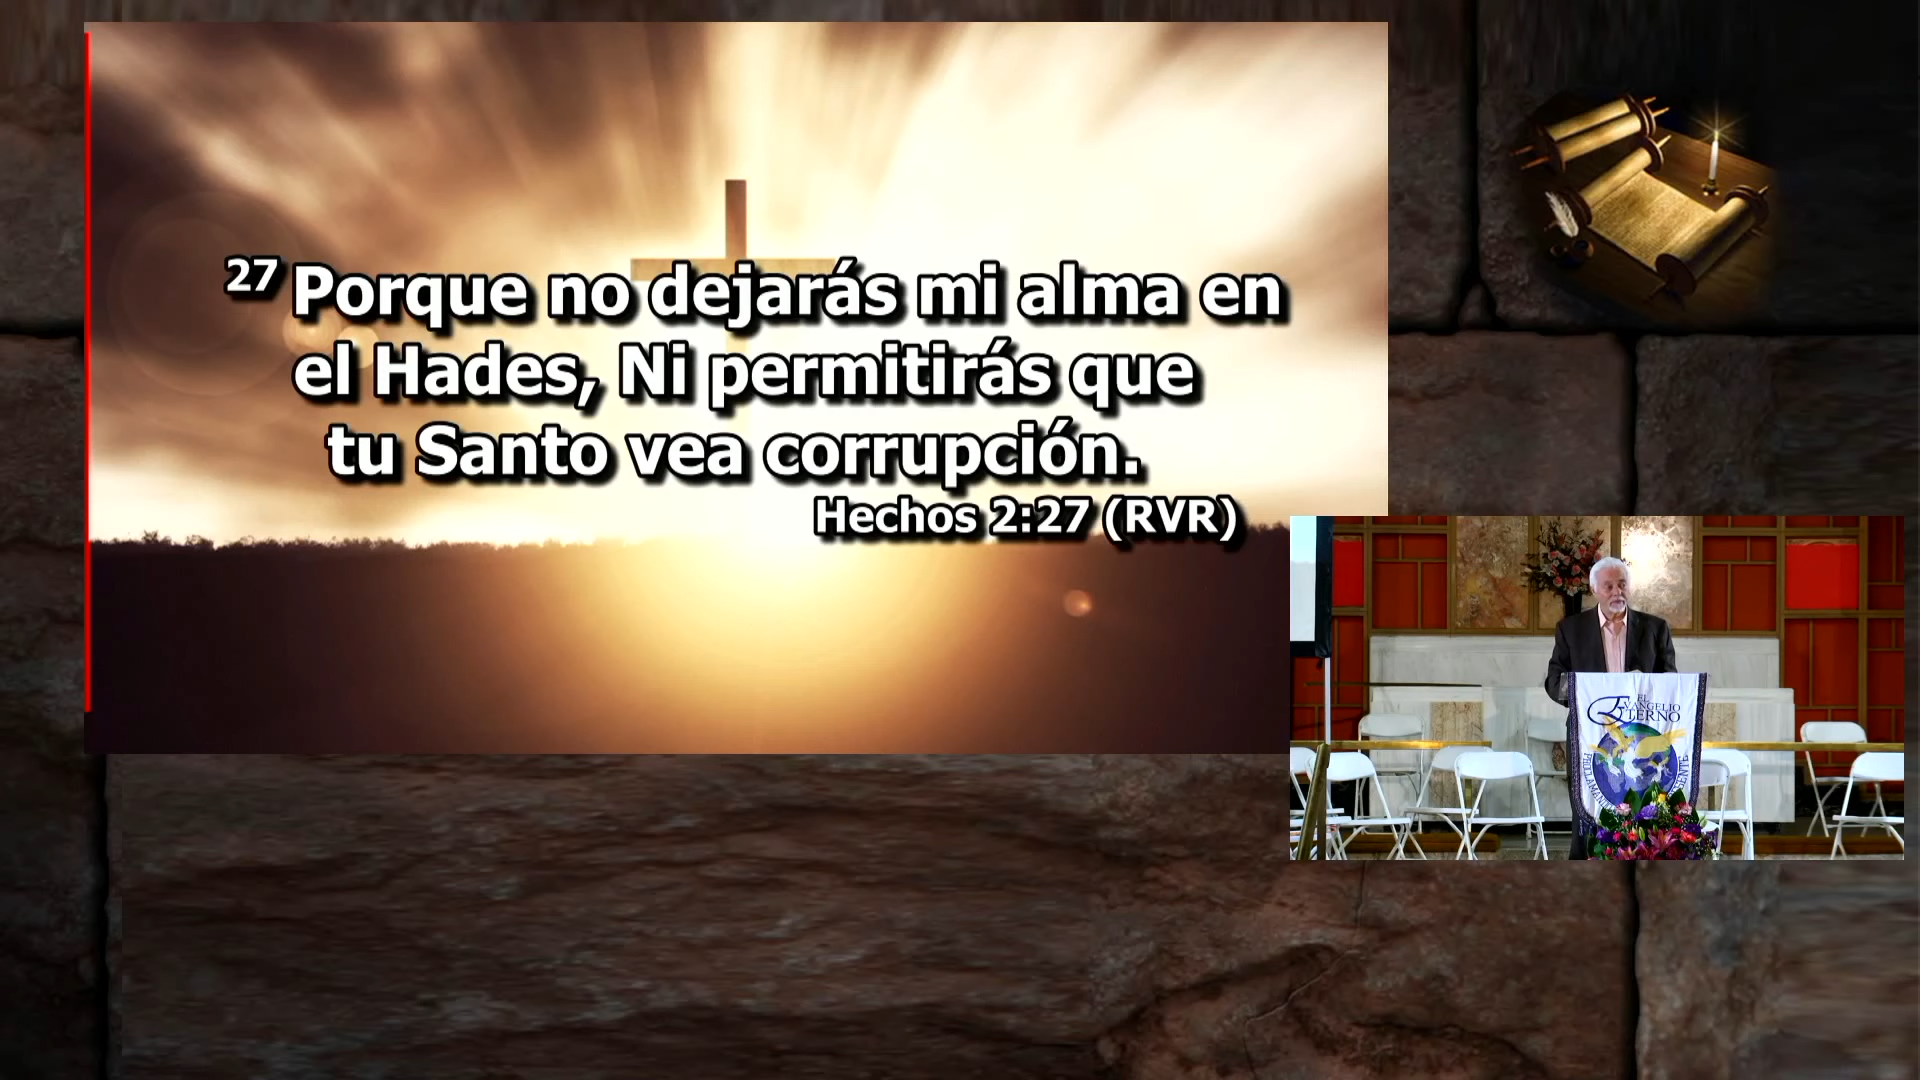 27 Porque no dejarás mi alma en
el Hades, Ni permitirás que
tu Santo vea corrupción.
Hechos 2:27 (RVR)
EL
EVANGELIO
ETERNO